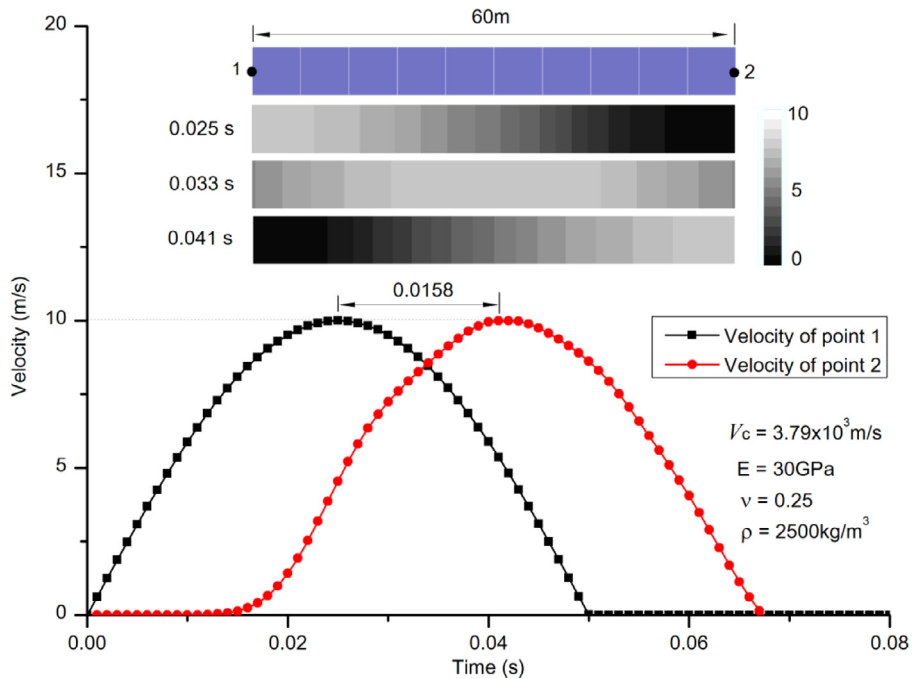 60m
1
2
0.025 s
0.033 s
0.041 s
10
5
0
0.0158
Velocity of point 1
Velocity of point 2
Vc = 3.79x10³m/s
E = 30GPa
ν = 0.25
ρ = 2500kg/m³
Velocity (m/s)
20
15
10
5
0
0.00 0.02 0.04 0.06 0.08
Time (s)